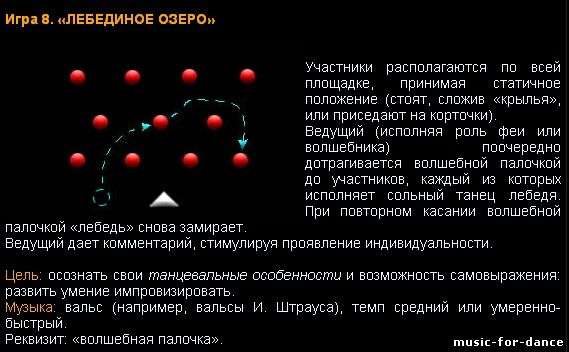 Игра 8. «ЛЕБЕДИНОЕ ОЗЕРО»
Участники располагаются по всей
площадке, принимая статичное
положение (стоят, сложив «крылья»,
или приседают на корточки).
Ведущий (исполняя роль феи или
волшебника) поочередно
дотрагивается волшебной палочкой
до участников, каждый из которых
исполняет сольный танец лебедя.
При повторном касании волшебной
палочкой «лебедь» снова замирает.
Ведущий дает комментарий, стимулируя проявление индивидуальности.
Цель: осознать свои танцевальные особенности и возможность самовыражения:
развить умение импровизировать.
Музыка: вальс (например, вальсы И. Штрауса), темп средний или умеренно-
быстрый.
Реквизит: «волшебная палочка».
music-for-dance